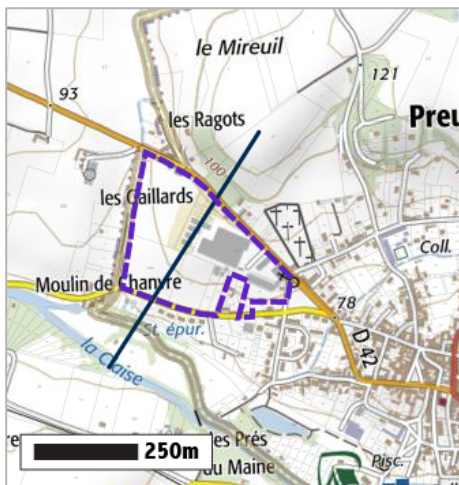 le Mireuil
121
93
les Ragots
Preu
100
les Gaillards
Coll.
Moulin de Chanvre
78
St. épur.
D 42
la Claise
250m
les Prés
du Maine
Pisc.